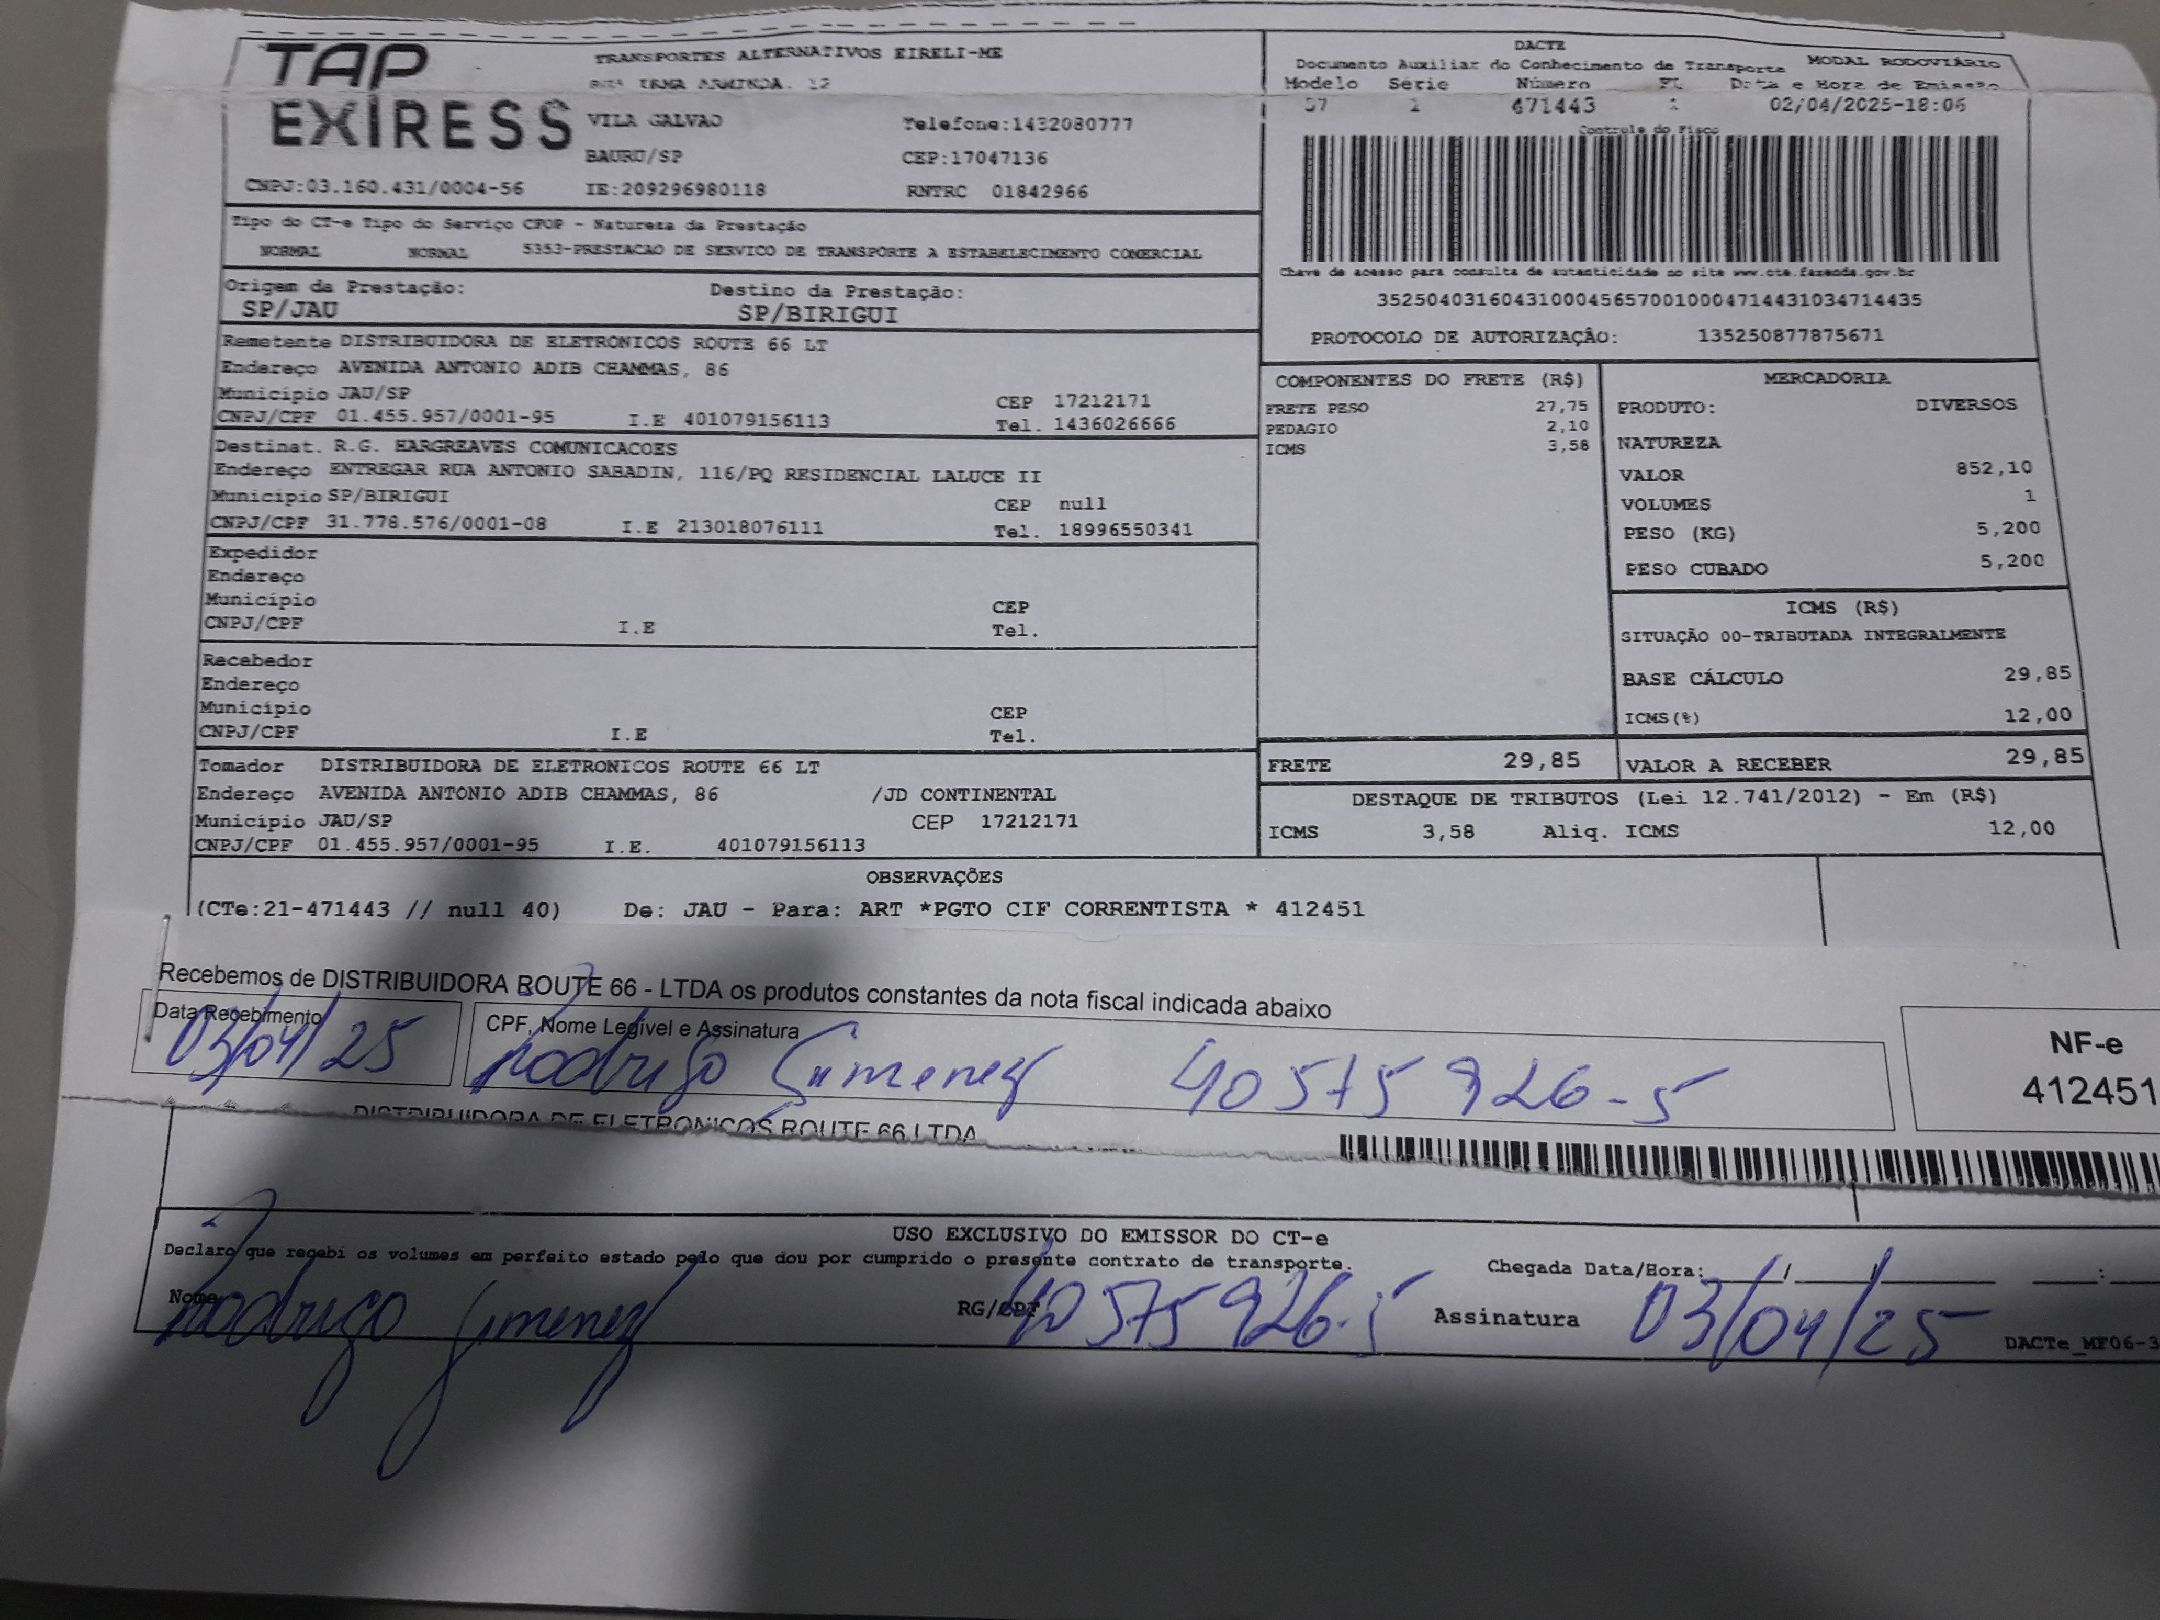 TAP
EXPRESS
TRANSPORTES ALTERNATIVOS EIRELI-ME
RUA IRMA ARMINDA, 12
VILA GALVAO
Telefone:1432080777
BAURU/SP
CEP:17047136
CNPJ:03.160.431/0004-56 IE:209296980118 RNTRC 01842966
DACTE
Documento Auxiliar do Conhecimento de Transporte MODAL RODOVIÁRIO
Modelo Série Número FL Data e Hora de Emissão
57 1 471443 1 02/04/2025-18:06
Controle do Fisco
Chave de acesso para consulta de autenticidade no site www.cte.fazenda.gov.br
35250403160431000456570010004714431034714435
PROTOCOLO DE AUTORIZAÇÃO: 135250877875671
Tipo do CT-e Tipo do Serviço CFOP - Natureza da Prestação
NORMAL NORMAL 5353-PRESTACAO DE SERVICO DE TRANSPORTE A ESTABELECIMENTO COMERCIAL
Origem da Prestação: Destino da Prestação:
SP/JAU SP/BIRIGUI
Remetente DISTRIBUIDORA DE ELETRONICOS ROUTE 66 LT
Endereço AVENIDA ANTONIO ADIB CHAMMAS, 86
Município JAU/SP CEP 17212171
CNPJ/CPF 01.455.957/0001-95 I.E 401079156113 Tel. 1436026666
Destinat. R.G. HARGREAVES COMUNICACOES
Endereço ENTREGAR RUA ANTONIO SABADIN, 116/PQ RESIDENCIAL LALUCE II
Município SP/BIRIGUI CEP null
CNPJ/CPF 31.778.576/0001-08 I.E 213018076111 Tel. 18996550341
Expedidor
Endereço
Município CEP
CNPJ/CPF I.E Tel.
Recebedor
Endereço
Município CEP
CNPJ/CPF I.E Tel.
Tomador DISTRIBUIDORA DE ELETRONICOS ROUTE 66 LT
Endereço AVENIDA ANTONIO ADIB CHAMMAS, 86 /JD CONTINENTAL
Município JAU/SP CEP 17212171
CNPJ/CPF 01.455.957/0001-95 I.E. 401079156113
COMPONENTES DO FRETE (R$)
FRETE PESO 27,75
PEDAGIO 2,10
ICMS 3,58
MERCADORIA
PRODUTO: DIVERSOS
NATUREZA
VALOR 852,10
VOLUMES 1
PESO (KG) 5,200
PESO CUBADO 5,200
ICMS (R$)
SITUAÇÃO 00-TRIBUTADA INTEGRALMENTE
BASE CÁLCULO 29,85
ICMS(%) 12,00
FRETE 29,85 VALOR A RECEBER 29,85
DESTAQUE DE TRIBUTOS (Lei 12.741/2012) - Em (R$)
ICMS 3,58 Aliq. ICMS 12,00
OBSERVAÇÕES
(CTe:21-471443 // null 40) De: JAU - Para: ART *PGTO CIF CORRENTISTA * 412451
Recebemos de DISTRIBUIDORA ROUTE 66 - LTDA os produtos constantes da nota fiscal indicada abaixo
Data Recebimento CPF, Nome Legível e Assinatura
03/04/25 Rodrigo Gimenez 40575926-5
NF-e
412451
DISTRIBUIDORA DE ELETRONICOS ROUTE 66 LTDA
USO EXCLUSIVO DO EMISSOR DO CT-e
Declaro que recebi os volumes em perfeito estado pelo que dou por cumprido o presente contrato de transporte. Chegada Data/Hora: / / :
Nome Rodrigo Gimenez RG/CPF 40575926-5 Assinatura 03/04/25
DACTe_MF06-3